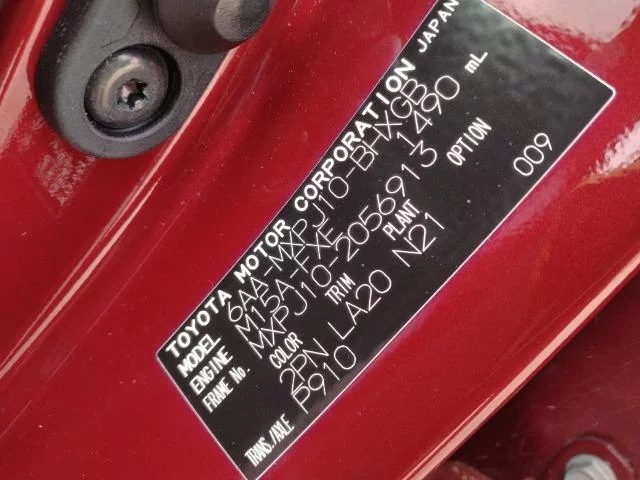 TOYOTA MOTOR CORPORATION JAPAN
MODEL 6AA-MXPJ10-BHXGB
ENGINE M15A-FXE 1490 mL
FRAME No. MXPJ10-2056913
COLOR TRIM PLANT OPTION
2PN LA20 N21 009
TRANS./AXLE P910